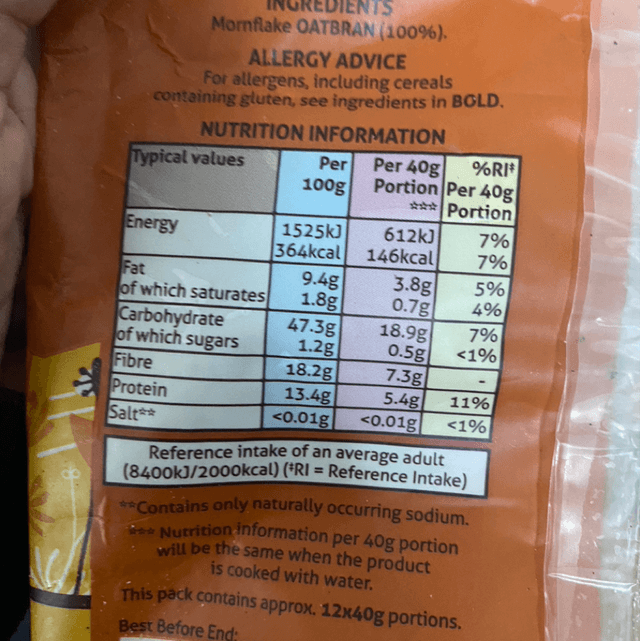 INGREDIENTS
Mornflake OATBRAN (100%).
ALLERGY ADVICE
For allergens, including cereals
containing gluten, see ingredients in BOLD.
NUTRITION INFORMATION
Typical values Per 100g Per 40g Portion *** %RI‡ Per 40g Portion
Energy 1525kJ 612kJ 7%
364kcal 146kcal 7%
Fat 9.4g 3.8g 5%
of which saturates 1.8g 0.7g 4%
Carbohydrate 47.3g 18.9g 7%
of which sugars 1.2g 0.5g <1%
Fibre 18.2g 7.3g -
Protein 13.4g 5.4g 11%
Salt** <0.01g <0.01g <1%
Reference intake of an average adult
(8400kJ/2000kcal) (‡RI = Reference Intake)
**Contains only naturally occurring sodium.
*** Nutrition information per 40g portion
will be the same when the product
is cooked with water.
This pack contains approx. 12x40g portions.
Best Before End: